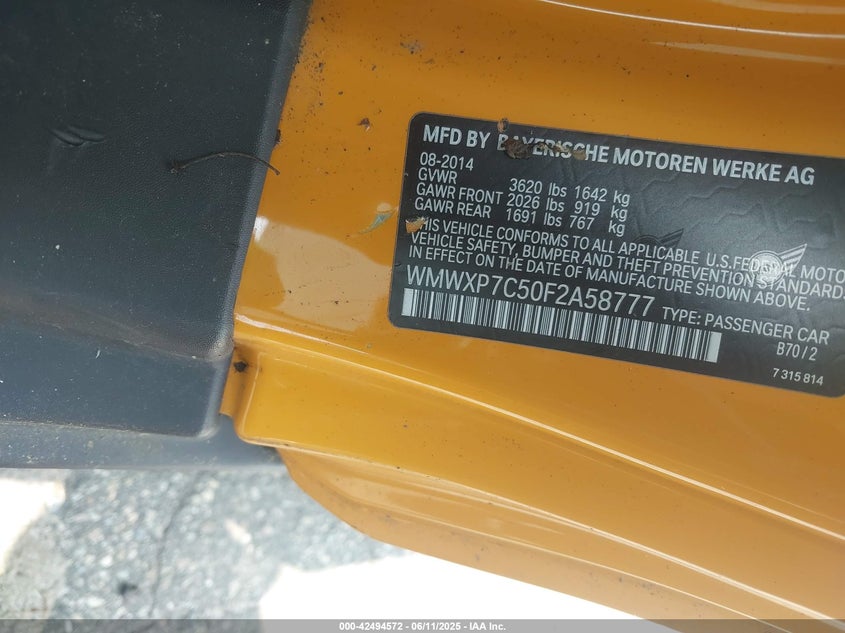 MFD BY BAYERISCHE MOTOREN WERKE AG
08-2014
GVWR 3620 lbs 1642 kg
GAWR FRONT 2026 lbs 919 kg
GAWR REAR 1691 lbs 767 kg
THIS VEHICLE CONFORMS TO ALL APPLICABLE U.S.FEDERAL MOTO
VEHICLE SAFETY, BUMPER AND THEFT PREVENTION STANDARDS
IN EFFECT ON THE DATE OF MANUFACTURE SHOWN ABOVE.
WMWXP7C50F2A58777 TYPE: PASSENGER CAR
B70/2
7 315 814
000-42494572 - 06/11/2025 - IAA Inc.